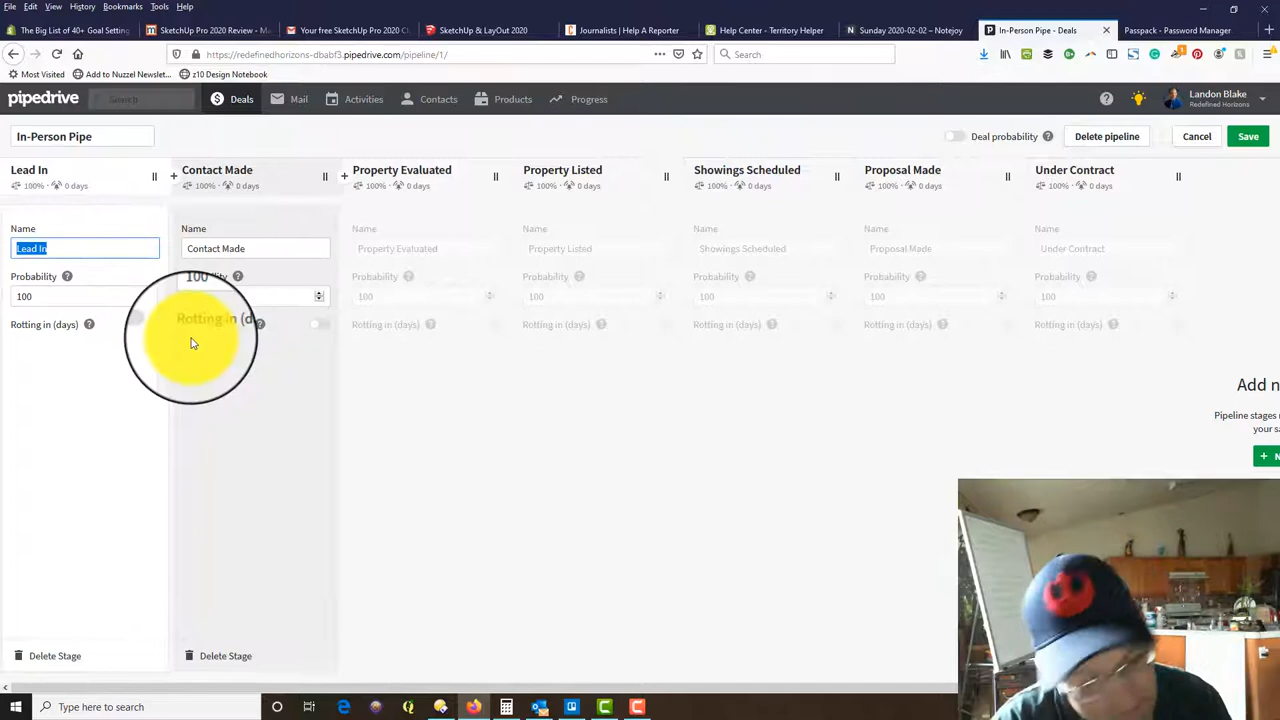 File Edit View History Bookmarks Tools Help
The Big List of 40+ Goal Setting
SketchUp Pro 2020 Review - Ma
Your free SketchUp Pro 2020 C
SketchUp & LayOut 2020
Journalists | Help A Reporter
Help Center - Territory Helper
Sunday 2020-02-02 – Notejoy
In-Person Pipe - Deals
Passpack - Password Manager
https://redefinedhorizons-dbabf3.pipedrive.com/pipeline/1/
Search
Most Visited
Add to Nuzzel Newslet...
z10 Design Notebook
pipedrive
Search
Deals
Mail
Activities
Contacts
Products
Progress
Landon Blake
Redefined Horizons
In-Person Pipe
Deal probability
Delete pipeline
Cancel
Save
Lead In
100% 0 days
Contact Made
100% 0 days
Property Evaluated
100% 0 days
Property Listed
100% 0 days
Showings Scheduled
100% 0 days
Proposal Made
100% 0 days
Under Contract
100% 0 days
Name Name Name Name Name Name Name
Lead In Contact Made Property Evaluated Property Listed Showings Scheduled Proposal Made Under Contract
Probability 100 Probability Probability Probability Probability Probability
100 100 100 100 100 100
Rotting in (days) Rotting in (d Rotting in (days) Rotting in (days) Rotting in (days) Rotting in (days) Rotting in (days)
Add n
Pipeline stages
your sa
+ N
Delete Stage Delete Stage
Type here to search